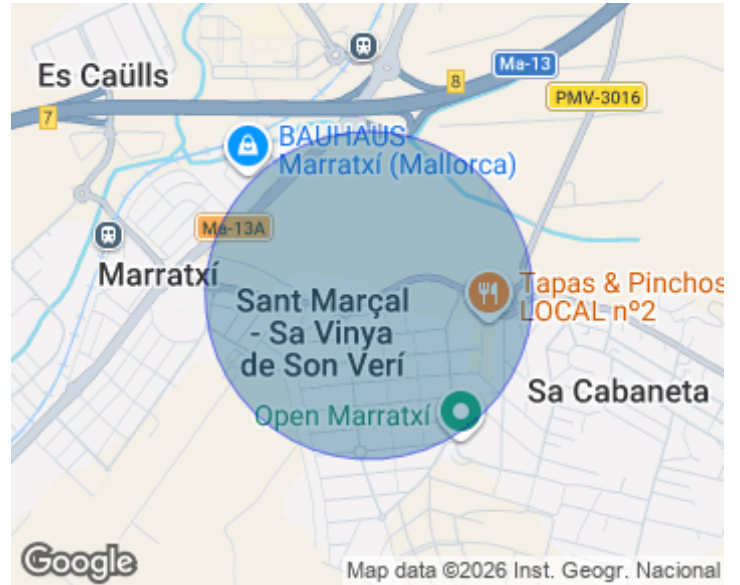 Es Caülls
Ma-13
8
PMV-3016
7
BAUHAUS
Marratxí (Mallorca)
Ma-13A
Marratxí
Tapas & Pinchos
LOCAL nº2
Sant Marçal
- Sa Vinya
de Son Verí
Sa Cabaneta
Open Marratxí
Google
Map data ©2026 Inst. Geogr. Nacional